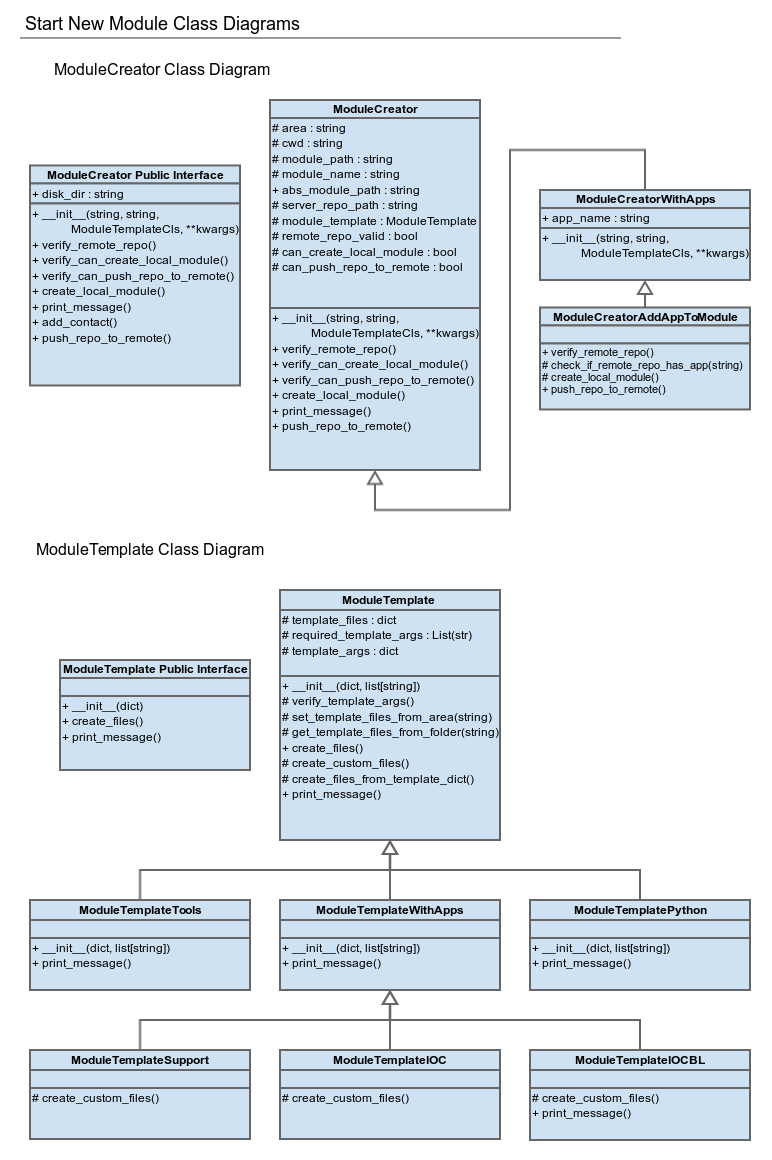 Start New Module Class Diagrams
ModuleCreator Class Diagram
ModuleCreator Public Interface
+ disk_dir : string
+ __init__(string, string,
ModuleTemplateCls, **kwargs)
+ verify_remote_repo()
+ verify_can_create_local_module()
+ verify_can_push_repo_to_remote()
+ create_local_module()
+ print_message()
+ add_contact()
+ push_repo_to_remote()
ModuleCreator
# area : string
# cwd : string
# module_path : string
# module_name : string
+ abs_module_path : string
# server_repo_path : string
# module_template : ModuleTemplate
# remote_repo_valid : bool
# can_create_local_module : bool
# can_push_repo_to_remote : bool
+ __init__(string, string,
ModuleTemplateCls, **kwargs)
+ verify_remote_repo()
+ verify_can_create_local_module()
+ verify_can_push_repo_to_remote()
+ create_local_module()
+ print_message()
+ push_repo_to_remote()
ModuleCreatorWithApps
+ app_name : string
+ __init__(string, string,
ModuleTemplateCls, **kwargs)
ModuleCreatorAddAppToModule
+ verify_remote_repo()
# check_if_remote_repo_has_app(string)
# create_local_module()
+ push_repo_to_remote()
ModuleTemplate Class Diagram
ModuleTemplate Public Interface
+ __init__(dict)
+ create_files()
+ print_message()
ModuleTemplate
# template_files : dict
# required_template_args : List(str)
# template_args : dict
+ __init__(dict, list[string])
# verify_template_args()
# set_template_files_from_area(string)
# get_template_files_from_folder(string)
+ create_files()
# create_custom_files()
# create_files_from_template_dict()
+ print_message()
ModuleTemplateTools
+ __init__(dict, list[string])
+ print_message()
ModuleTemplateWithApps
+ __init__(dict, list[string])
+ print_message()
ModuleTemplatePython
+ __init__(dict, list[string])
+ print_message()
ModuleTemplateSupport
# create_custom_files()
ModuleTemplateIOC
# create_custom_files()
ModuleTemplateIOCBL
# create_custom_files()
+ print_message()